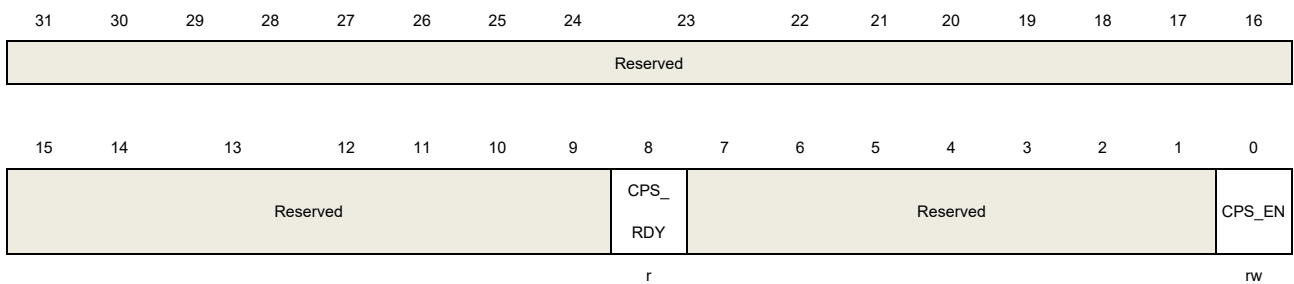 31 30 29 28 27 26 25 24 23 22 21 20 19 18 17 16
Reserved
15 14 13 12 11 10 9 8 7 6 5 4 3 2 1 0
Reserved CPS_ Reserved CPS_EN
RDY
r rw